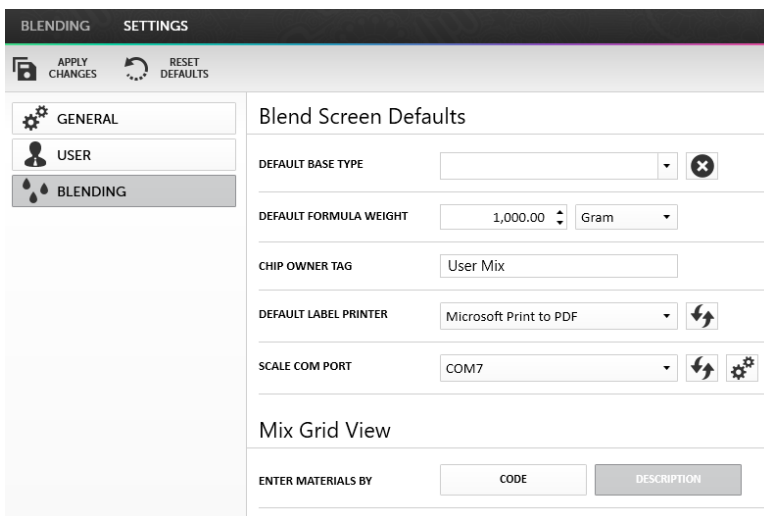 BLENDING SETTINGS
APPLY CHANGES
RESET DEFAULTS
GENERAL
USER
BLENDING
Blend Screen Defaults
DEFAULT BASE TYPE
DEFAULT FORMULA WEIGHT 1,000.00 Gram
CHIP OWNER TAG User Mix
DEFAULT LABEL PRINTER Microsoft Print to PDF
SCALE COM PORT COM7
Mix Grid View
ENTER MATERIALS BY CODE DESCRIPTION